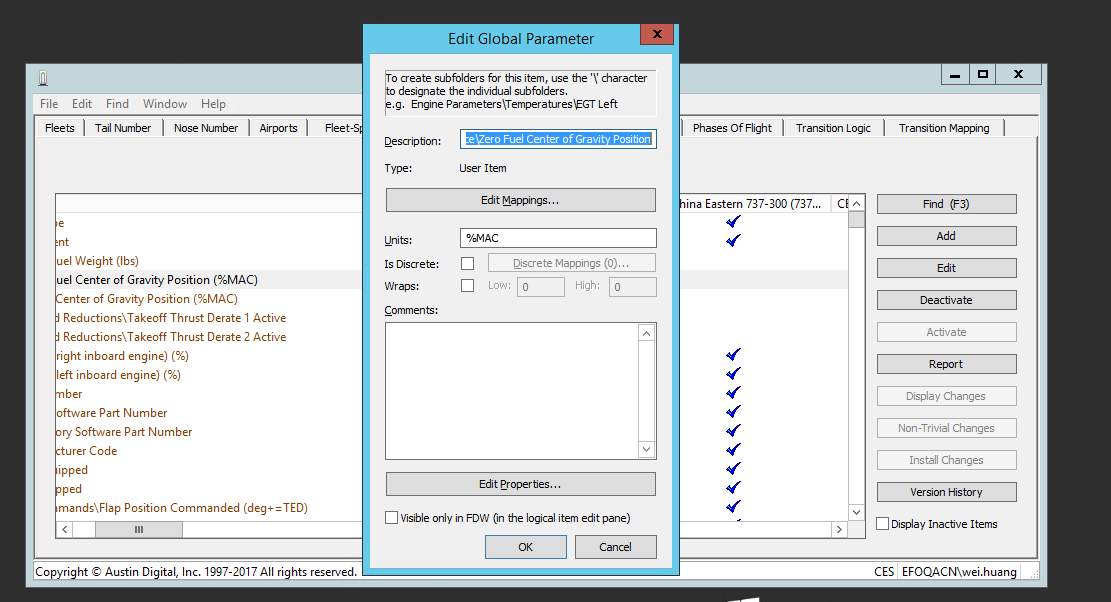 Edit Global Parameter
x
To create subfolders for this item, use the '\' character
to designate the individual subfolders.
e.g. Engine Parameters\Temperatures\EGT Left
Description: ce\Zero Fuel Center of Gravity Position
Type: User Item
Edit Mappings...
Units: %MAC
Is Discrete: Discrete Mappings (0)...
Wraps: Low: 0 High: 0
Comments:
Edit Properties...
Visible only in FDW (in the logical item edit pane)
OK Cancel
File Edit Find Window Help
Fleets Tail Number Nose Number Airports Fleet-Sp
Phases Of Flight Transition Logic Transition Mapping
hina Eastern 737-300 (737... CE
pe
ent
uel Weight (lbs)
uel Center of Gravity Position (%MAC)
Center of Gravity Position (%MAC)
d Reductions\Takeoff Thrust Derate 1 Active
d Reductions\Takeoff Thrust Derate 2 Active
right inboard engine) (%)
left inboard engine) (%)
mber
oftware Part Number
ory Software Part Number
cturer Code
uipped
pped
mands\Flap Position Commanded (deg+=TED)
Find (F3)
Add
Edit
Deactivate
Activate
Report
Display Changes
Non-Trivial Changes
Install Changes
Version History
Display Inactive Items
Copyright © Austin Digital, Inc. 1997-2017 All rights reserved.
CES EFOQACN\wei.huang